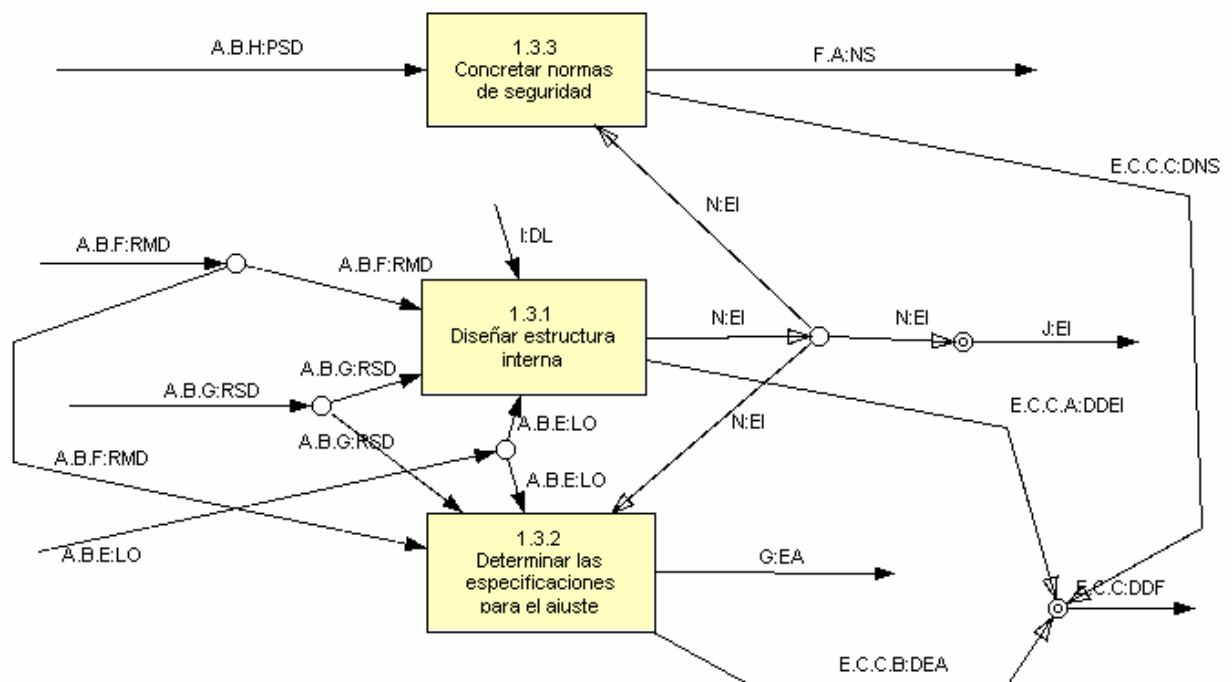 A.B.H:PSD
1.3.3
Concretar normas
de seguridad
F.A:NS
E.C.C.C:DNS
N:EI
A.B.F:RMD
I:DL
A.B.F:RMD
1.3.1
Diseñar estructura
interna
N:EI
N:EI
J:EI
A.B.G:RSD
A.B.G:RSD
E.C.C.A:DDEI
A.B.G:RSD
A.B.E:LO
N:EI
A.B.F:RMD
A.B.E:LO
A.B.E:LO
1.3.2
Determinar las
especificaciones
para el aiuste
G:EA
E.C.C:DDF
E.C.C.B:DEA